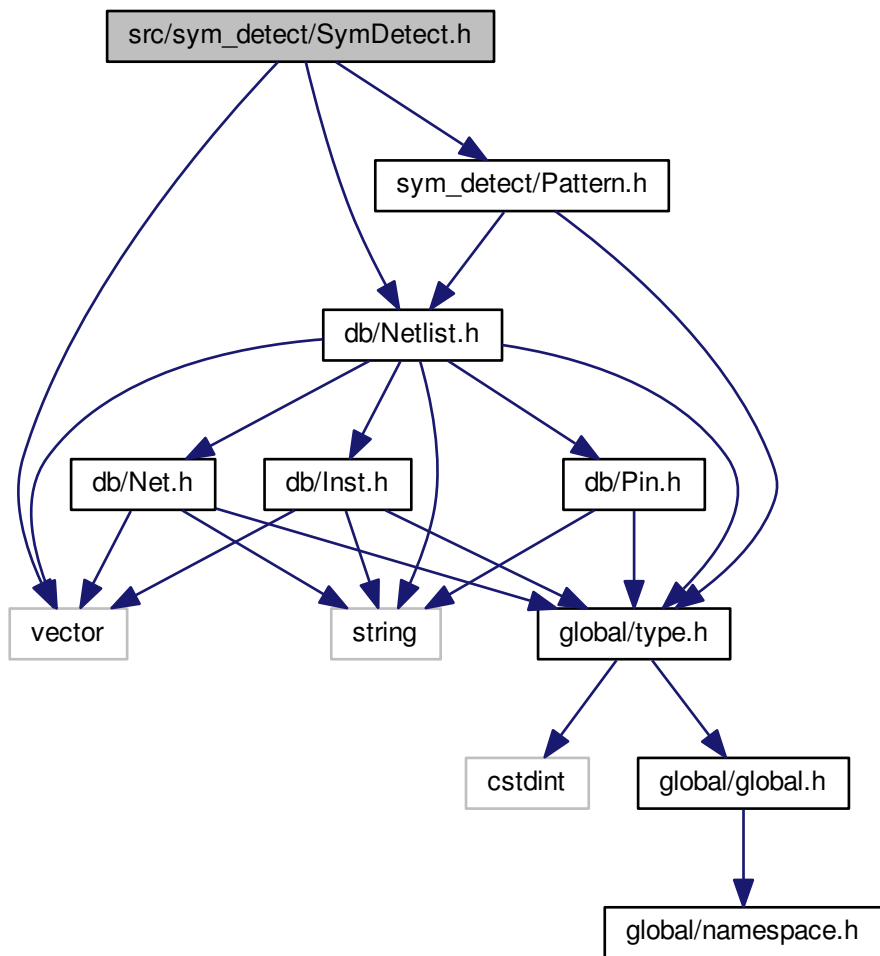 src/sym_detect/SymDetect.h
sym_detect/Pattern.h
db/Netlist.h
db/Net.h
db/Inst.h
db/Pin.h
vector
string
global/type.h
cstdint
global/global.h
global/namespace.h